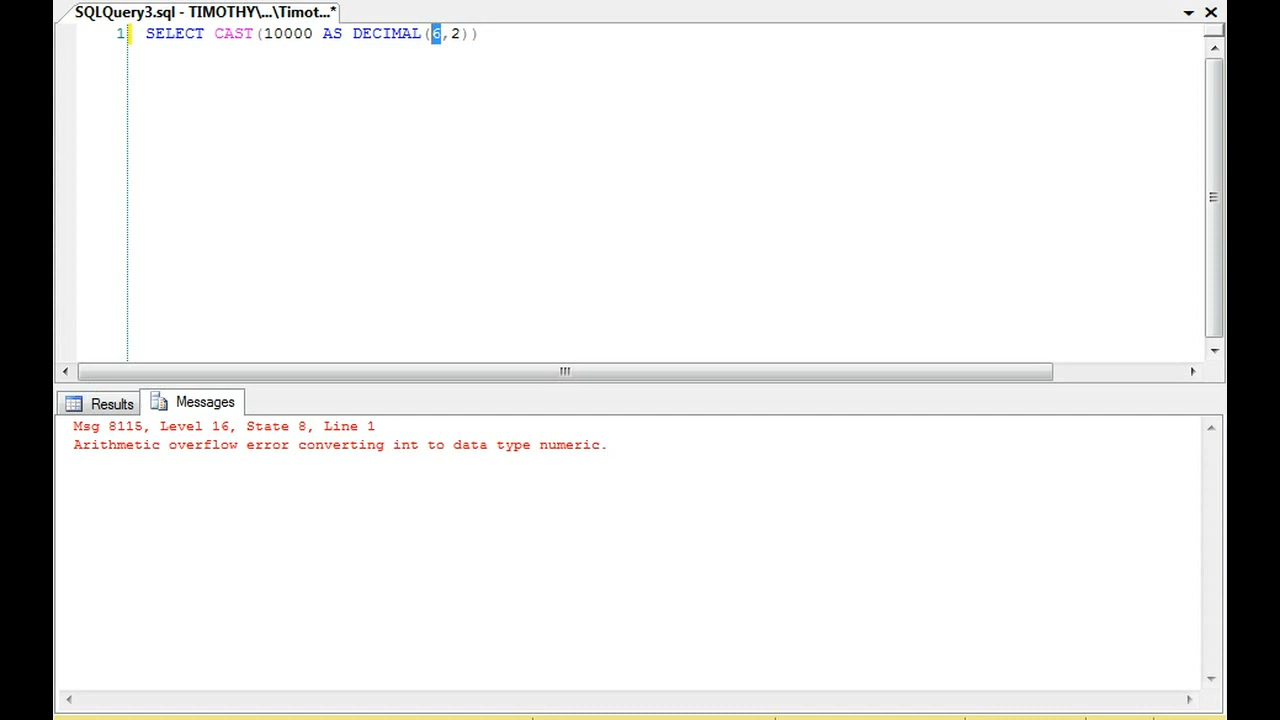 SQLQuery3.sql - TIMOTHY\...\Timot...*
1 SELECT CAST(10000 AS DECIMAL(6,2))
Results Messages
Msg 8115, Level 16, State 8, Line 1
Arithmetic overflow error converting int to data type numeric.